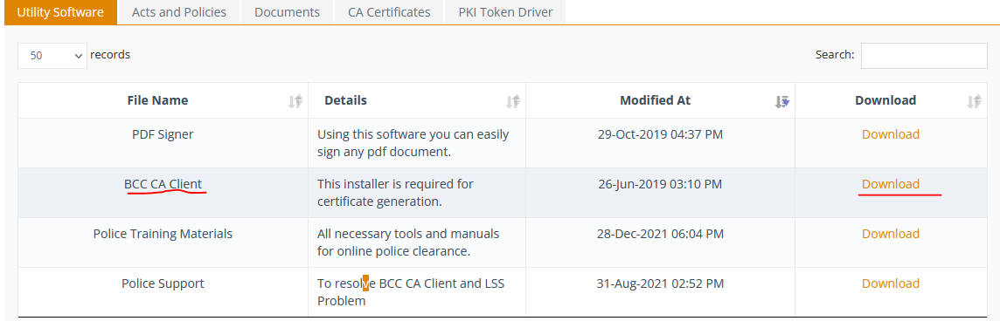 Utility Software Acts and Policies Documents CA Certificates PKI Token Driver
50 records Search:
File Name Details Modified At Download
PDF Signer Using this software you can easily 29-Oct-2019 04:37 PM Download
sign any pdf document.
BCC CA Client This installer is required for 26-Jun-2019 03:10 PM Download
certificate generation.
Police Training Materials All necessary tools and manuals 28-Dec-2021 06:04 PM Download
for online police clearance.
Police Support To resolve BCC CA Client and LSS 31-Aug-2021 02:52 PM Download
Problem